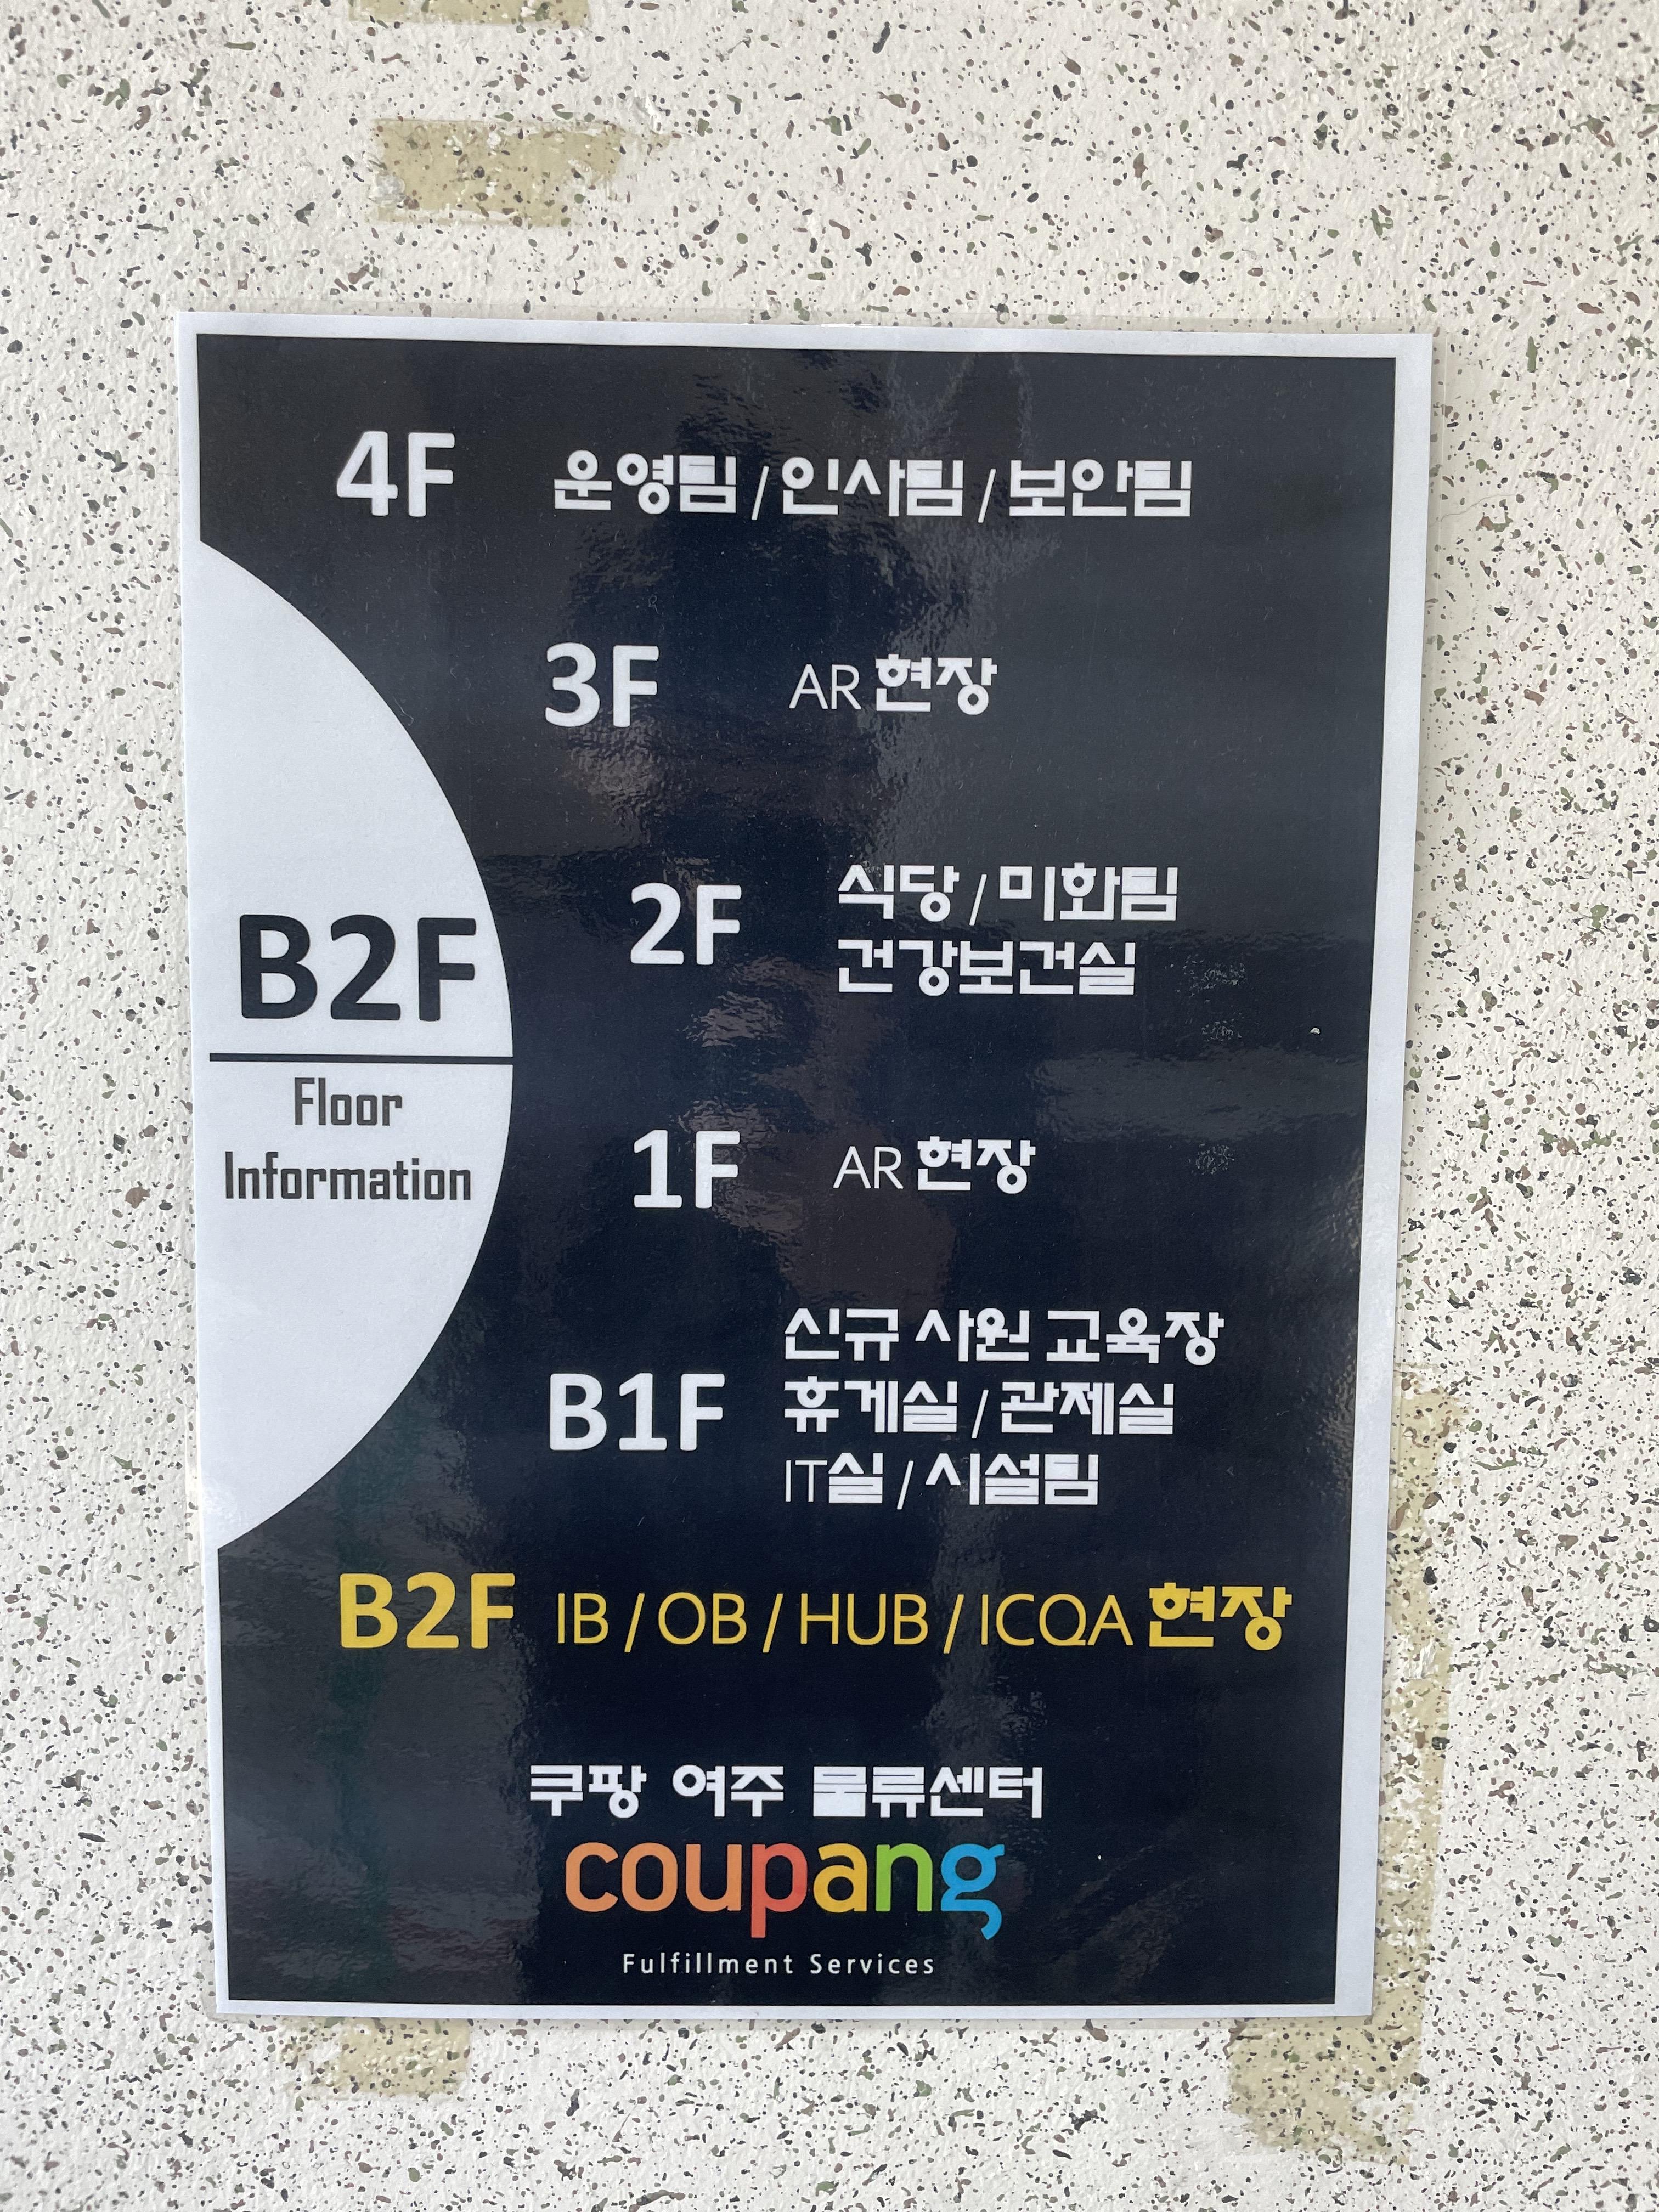 4F 운영팀 / 인사팀 / 보안팀
3F AR 현장
2F 식당 / 미화팀
건강보건실
B2F
Floor
Information
1F AR 현장
B1F 신규 사원 교육장
휴게실 / 관제실
IT실 / 시설팀
B2F IB / OB / HUB / ICQA 현장
쿠팡 여주 물류센터
coupang
Fulfillment Services